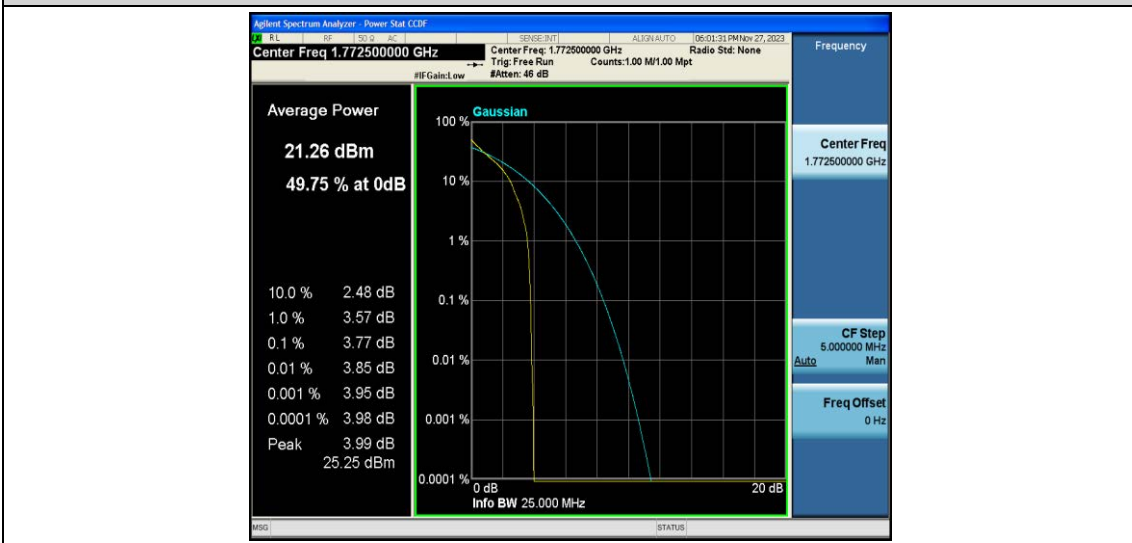 Agilent Spectrum Analyzer - Power Stat CCDF
LXI RL RF 50 Ω AC SENSE:INT ALIGN AUTO 06:01:31 PM Nov 27, 2023
Center Freq 1.772500000 GHz
Center Freq: 1.772500000 GHz Radio Std: None
Trig: Free Run Counts:1.00 M/1.00 Mpt
#IFGain:Low #Atten: 46 dB
Average Power
21.26 dBm
49.75 % at 0dB
10.0 % 2.48 dB
1.0 % 3.57 dB
0.1 % 3.77 dB
0.01 % 3.85 dB
0.001 % 3.95 dB
0.0001 % 3.98 dB
Peak 3.99 dB
25.25 dBm
Gaussian
100 %
10 %
1 %
0.1 %
0.01 %
0.001 %
0.0001 %
0 dB 20 dB
Info BW 25.000 MHz
Frequency
Center Freq
1.772500000 GHz
CF Step
5.000000 MHz
Auto Man
Freq Offset
0 Hz
MSG STATUS